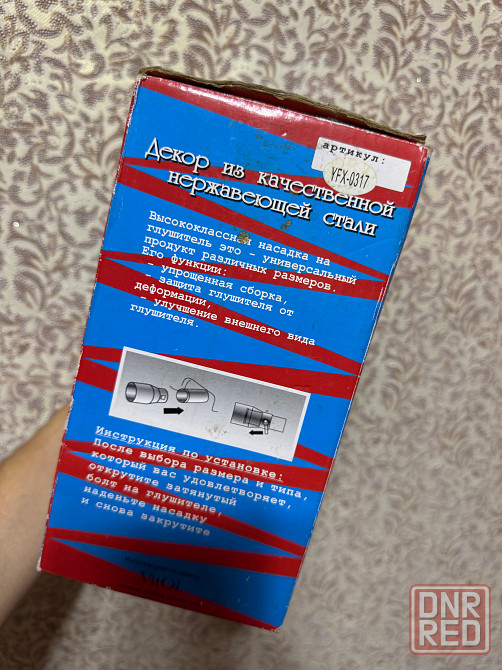 артикул:
YFX-0317
Декор из качественной
нержавеющей стали
Высококлассная насадка на
глушитель это - универсальный
продукт различных размеров.
Его функции:
- упрощенная сборка,
- защита глушителя от
деформации,
- улучшение внешнего вида
глушителя.
Инструкция по установке:
После выбора размера и типа,
который вас удовлетворяет,
открутите затянутый
болт на глушителе,
наденьте насадку
и снова закрутите
DNR
RED